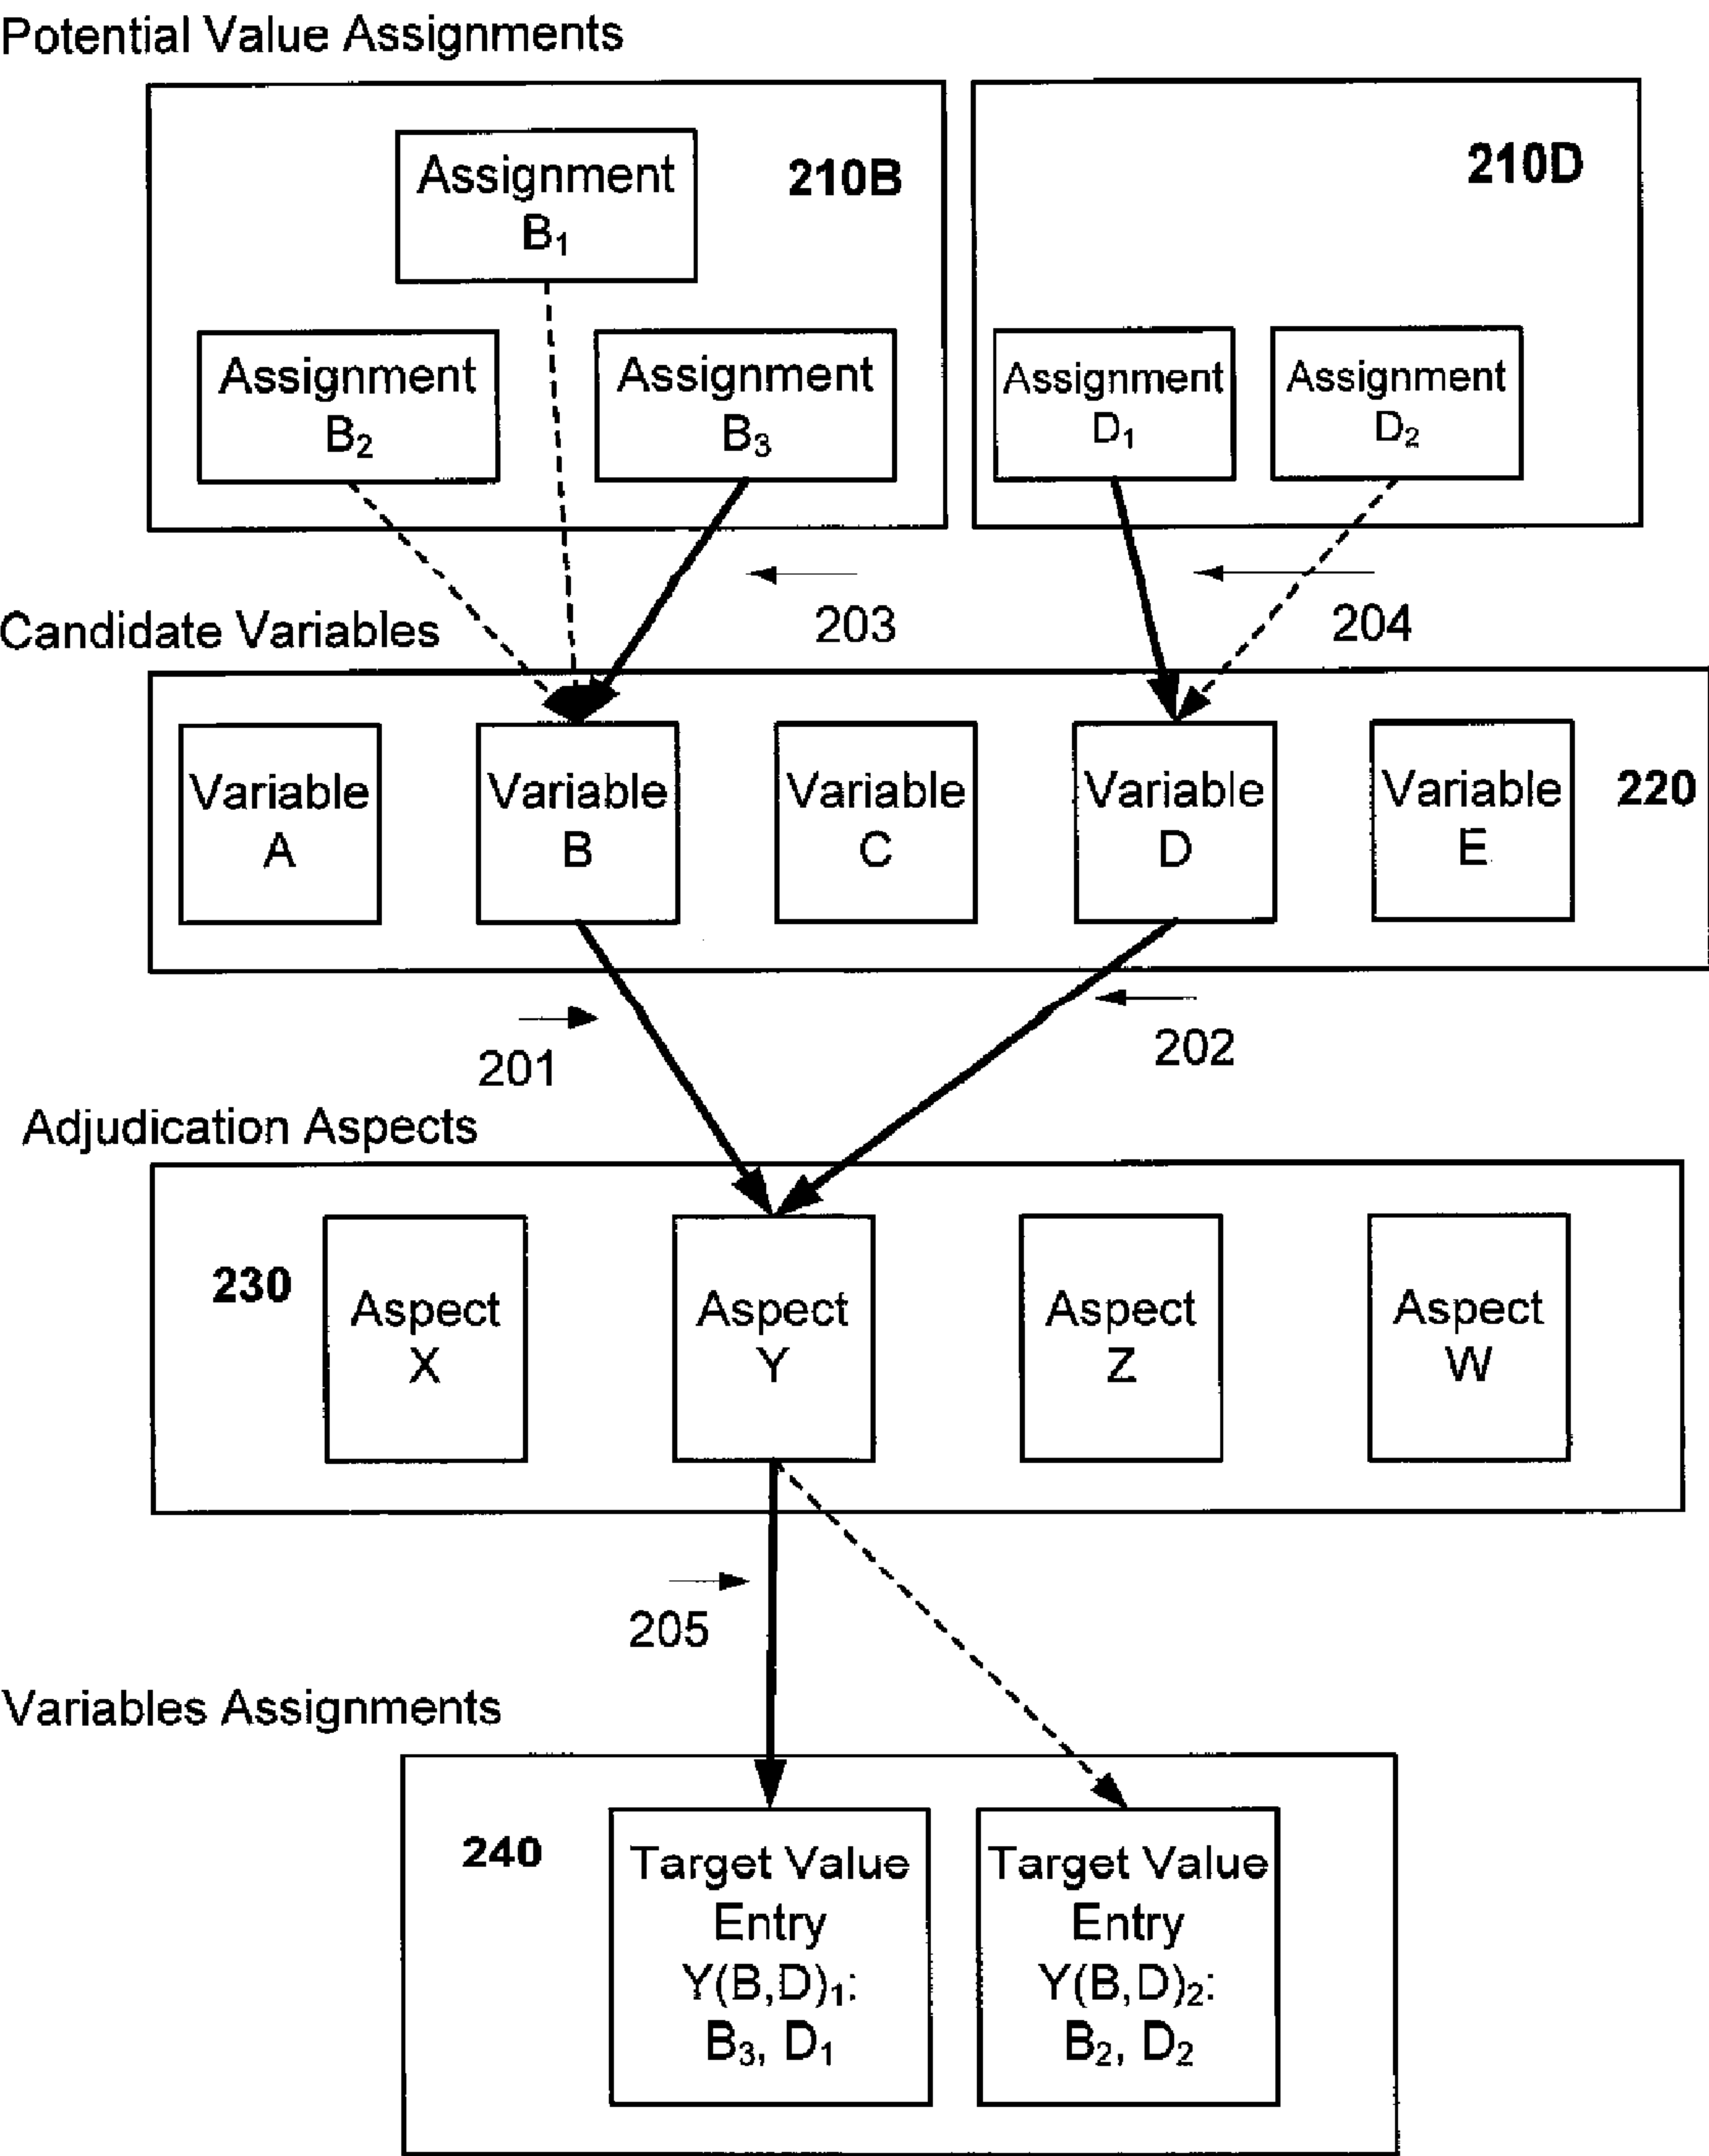 Potential Value Assignments
Assignment
B₁
210B
210D
Assignment
B₂
Assignment
B₃
Assignment
D₁
Assignment
D₂
203
204
Candidate Variables
Variable
A
Variable
B
Variable
C
Variable
D
Variable
E
220
201
202
Adjudication Aspects
230
Aspect
X
Aspect
Y
Aspect
Z
Aspect
W
205
Variables Assignments
240
Target Value
Entry
Y(B,D)₁:
B₃, D₁
Target Value
Entry
Y(B,D)₂:
B₂, D₂